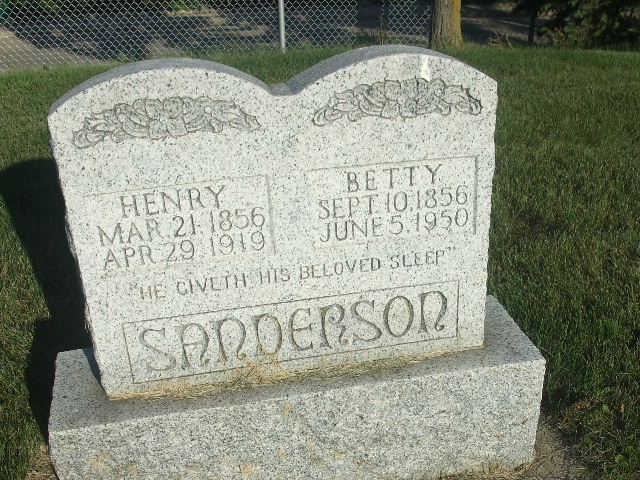 HENRY
MAR. 21. 1856
APR. 29. 1919
BETTY
SEPT. 10. 1856
JUNE 5. 1950
"HE GIVETH HIS BELOVED SLEEP"
SANDERSON